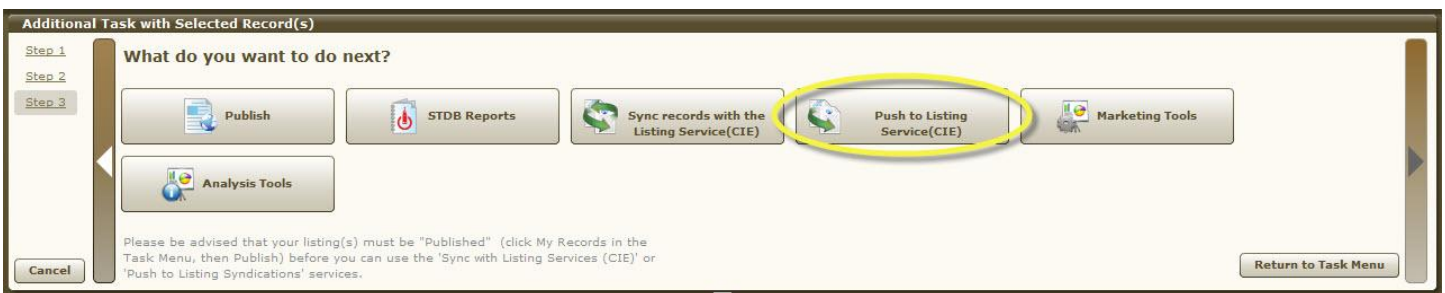 Additional Task with Selected Record(s)
Step 1
Step 2
Step 3
What do you want to do next?
Publish
STDB Reports
Sync records with the
Listing Service(CIE)
Push to Listing
Service(CIE)
Marketing Tools
Analysis Tools
Please be advised that your listing(s) must be "Published" (click My Records in the
Task Menu, then Publish) before you can use the 'Sync with Listing Services (CIE)' or
'Push to Listing Syndications' services.
Cancel
Return to Task Menu